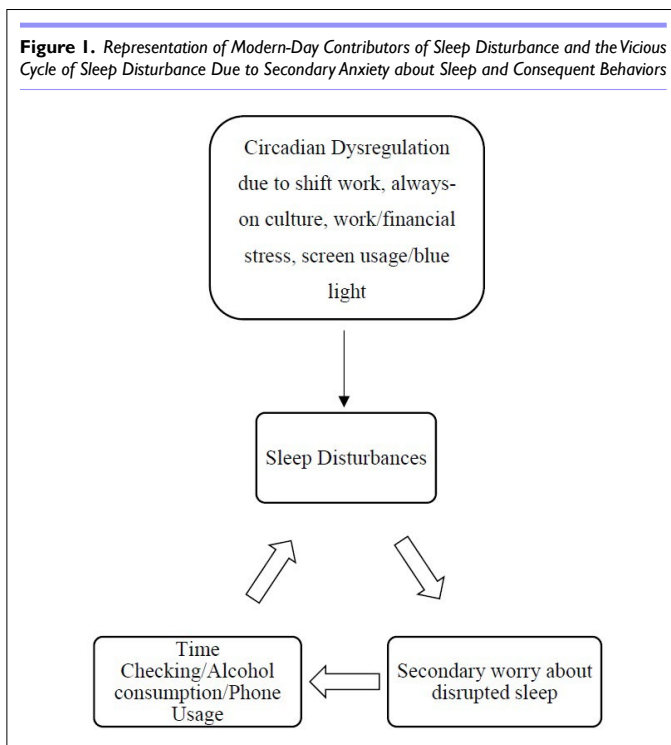 Figure 1. Representation of Modern-Day Contributors of Sleep Disturbance and the Vicious
Cycle of Sleep Disturbance Due to Secondary Anxiety about Sleep and Consequent Behaviors
Circadian Dysregulation
due to shift work, always-
on culture, work/financial
stress, screen usage/blue
light
Sleep Disturbances
Time
Checking/Alcohol
consumption/Phone
Usage
Secondary worry about
disrupted sleep